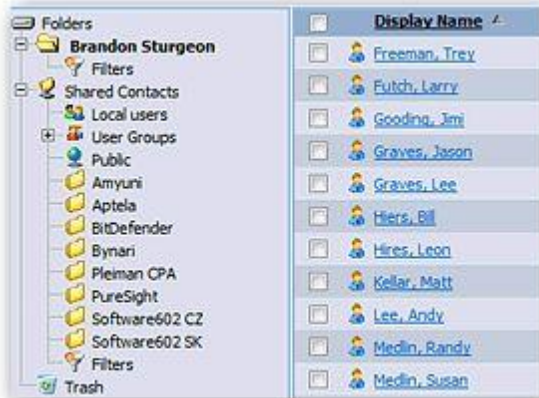 Folders
Brandon Sturgeon
Filters
Shared Contacts
Local users
User Groups
Public
Amyuni
Aptela
BitDefender
Bynari
Pleiman CPA
PureSight
Software602 CZ
Software602 SK
Filters
Trash
Display Name
Freeman, Trey
Futch, Larry
Gooding, Jimi
Graves, Jason
Graves, Lee
Hiers, Bill
Hires, Leon
Kellar, Matt
Lee, Andy
Medlin, Randy
Medlin, Susan